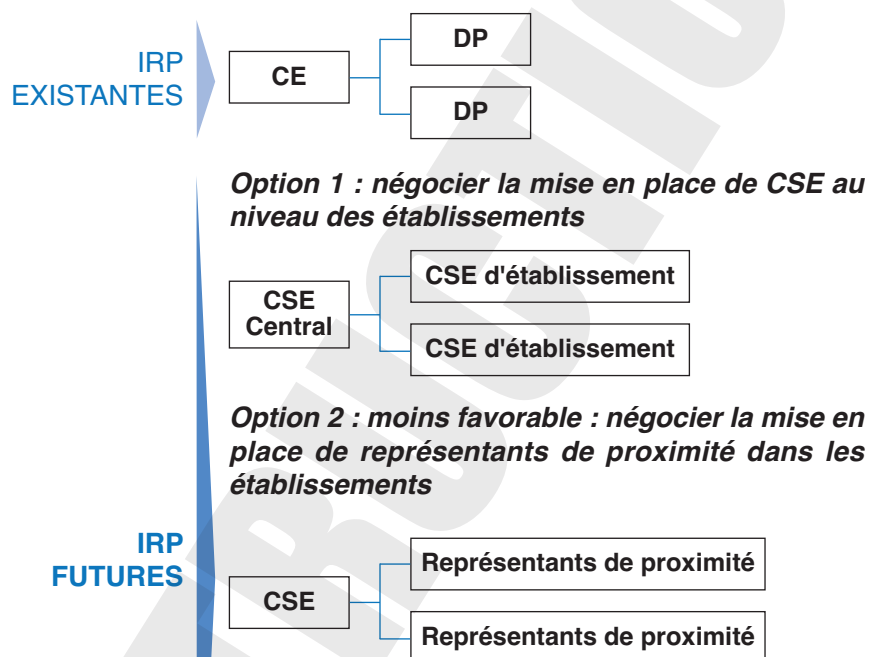 IRP
EXISTANTES
CE
DP
DP
Option 1 : négocier la mise en place de CSE au
niveau des établissements
CSE
Central
CSE d'établissement
CSE d'établissement
Option 2 : moins favorable : négocier la mise en
place de représentants de proximité dans les
établissements
IRP
FUTURES
CSE
Représentants de proximité
Représentants de proximité